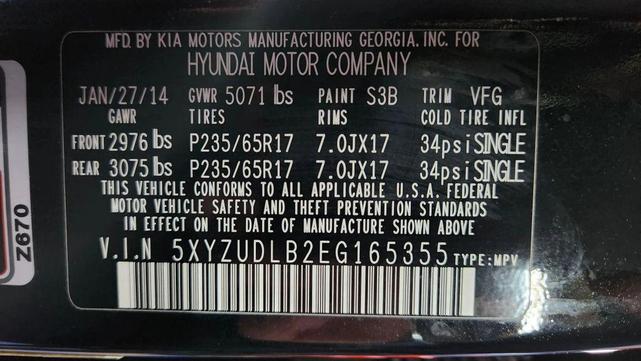 MFD. BY KIA MOTORS MANUFACTURING GEORGIA. INC. FOR
HYUNDAI MOTOR COMPANY
JAN/27/14 GVWR 5071 lbs PAINT S3B TRIM VFG
GAWR TIRES RIMS COLD TIRE INFL
FRONT 2976 lbs P235/65R17 7.0JX17 34psi SINGLE
REAR 3075 lbs P235/65R17 7.0JX17 34psi SINGLE
THIS VEHICLE CONFORMS TO ALL APPLICABLE U.S.A. FEDERAL
MOTOR VEHICLE SAFETY AND THEFT PREVENTION STANDARDS
IN EFFECT ON THE DATE OF MANUFACTURE SHOWN ABOVE
V.I.N 5XYZUDLB2EG165355 TYPE:MPV
Z670